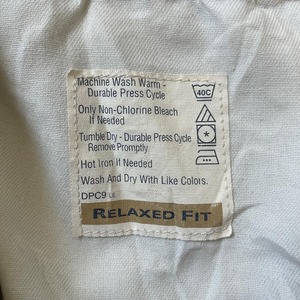 Machine Wash Warm -
Durable Press Cycle
40C
Only Non-Chlorine Bleach
If Needed
Tumble Dry - Durable Press Cycle
Remove Promptly
Hot Iron If Needed
Wash And Dry With Like Colors.
DPC9
RELAXED FIT